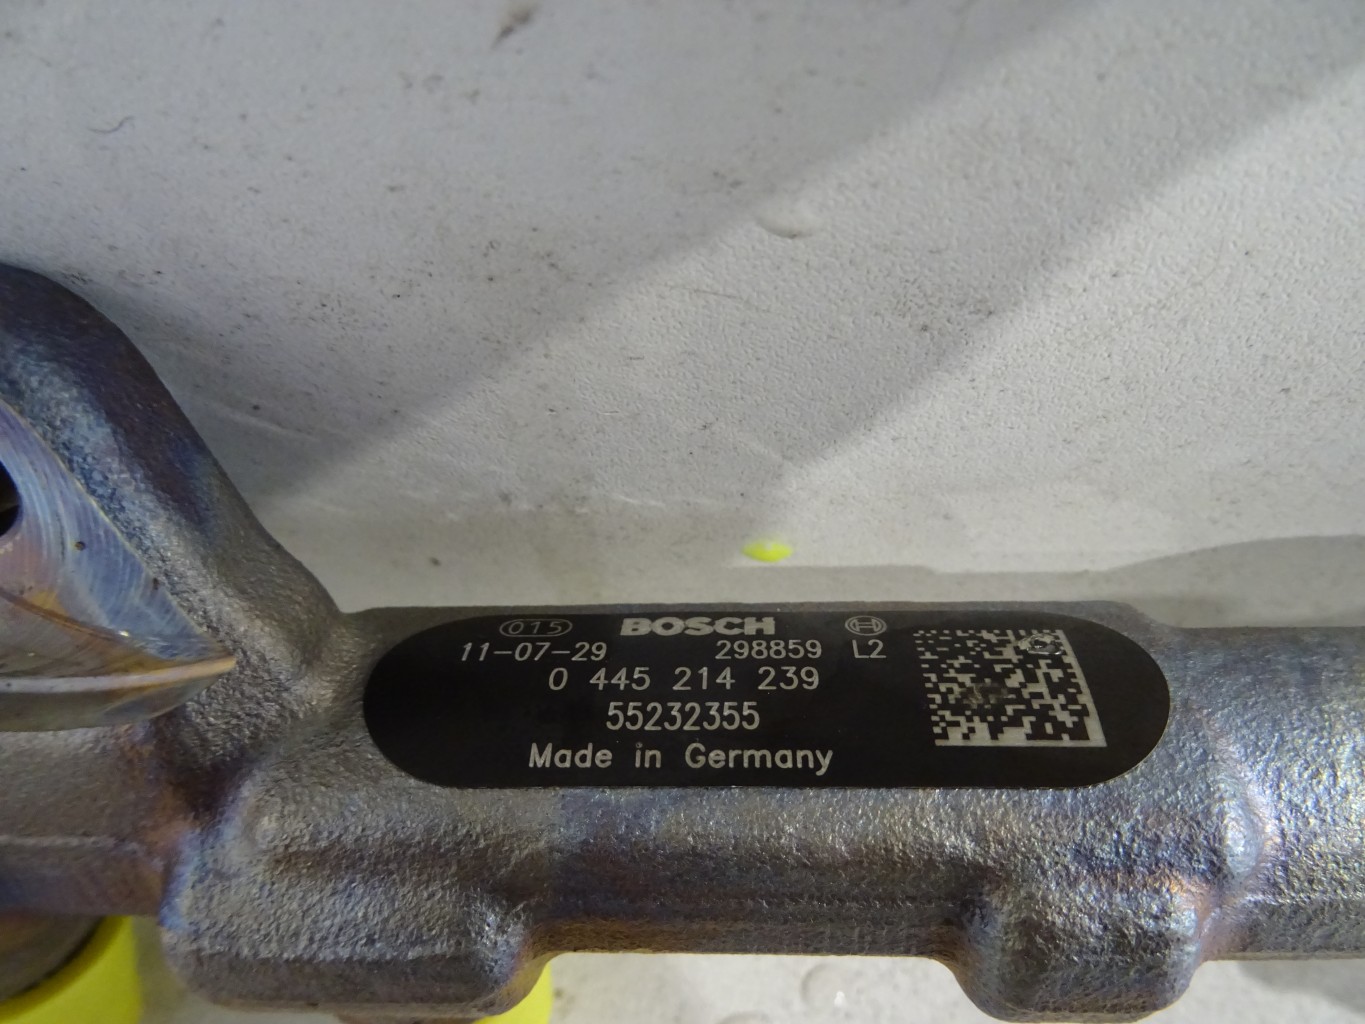 015 BOSCH
11-07-29 298859 L2
0 445 214 239
55232355
Made in Germany